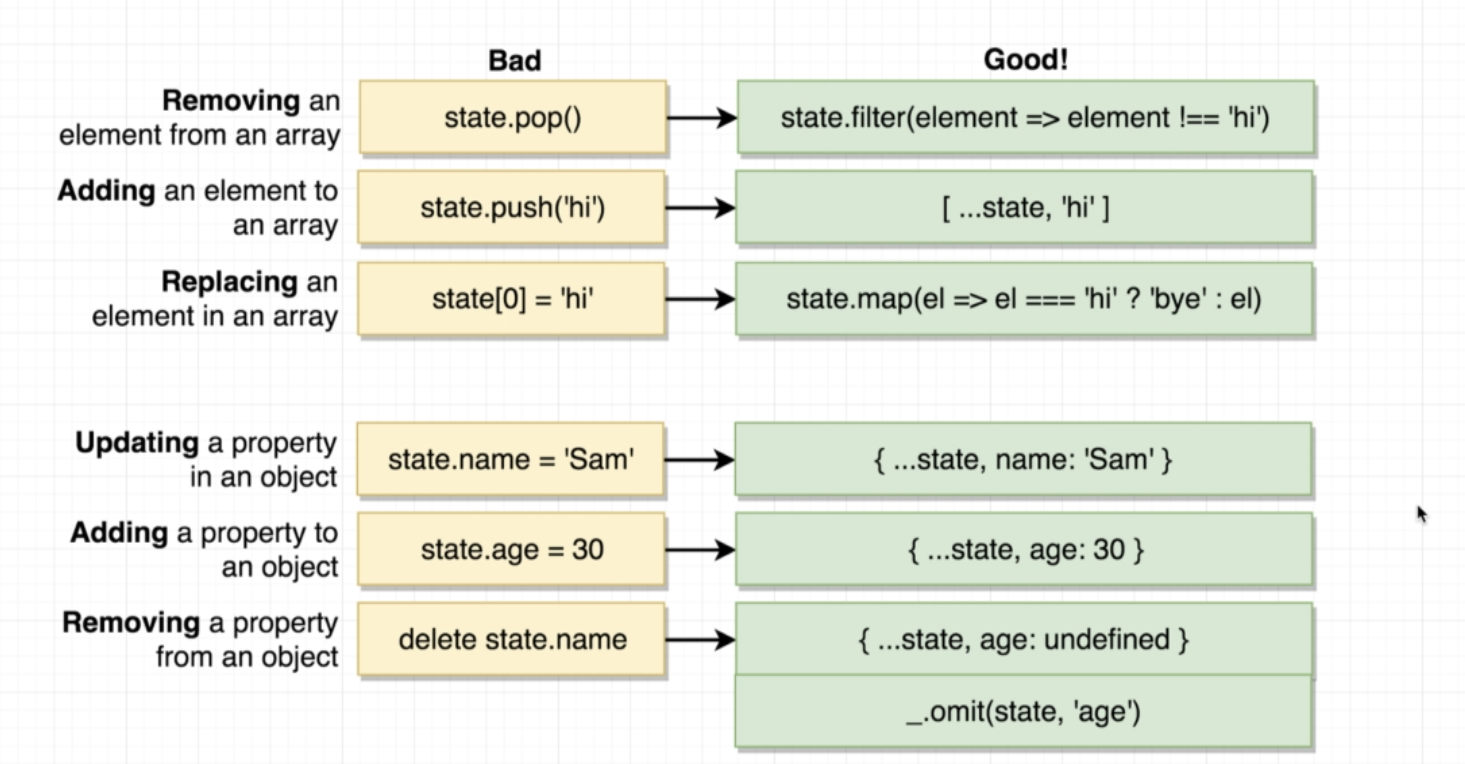 Bad
Good!
Removing an
element from an array
state.pop()
state.filter(element => element !== 'hi')
Adding an element to
an array
state.push('hi')
[ ...state, 'hi' ]
Replacing an
element in an array
state[0] = 'hi'
state.map(el => el === 'hi' ? 'bye' : el)
Updating a property
in an object
state.name = 'Sam'
{ ...state, name: 'Sam' }
Adding a property to
an object
state.age = 30
{ ...state, age: 30 }
Removing a property
from an object
delete state.name
{ ...state, age: undefined }
_.omit(state, 'age')